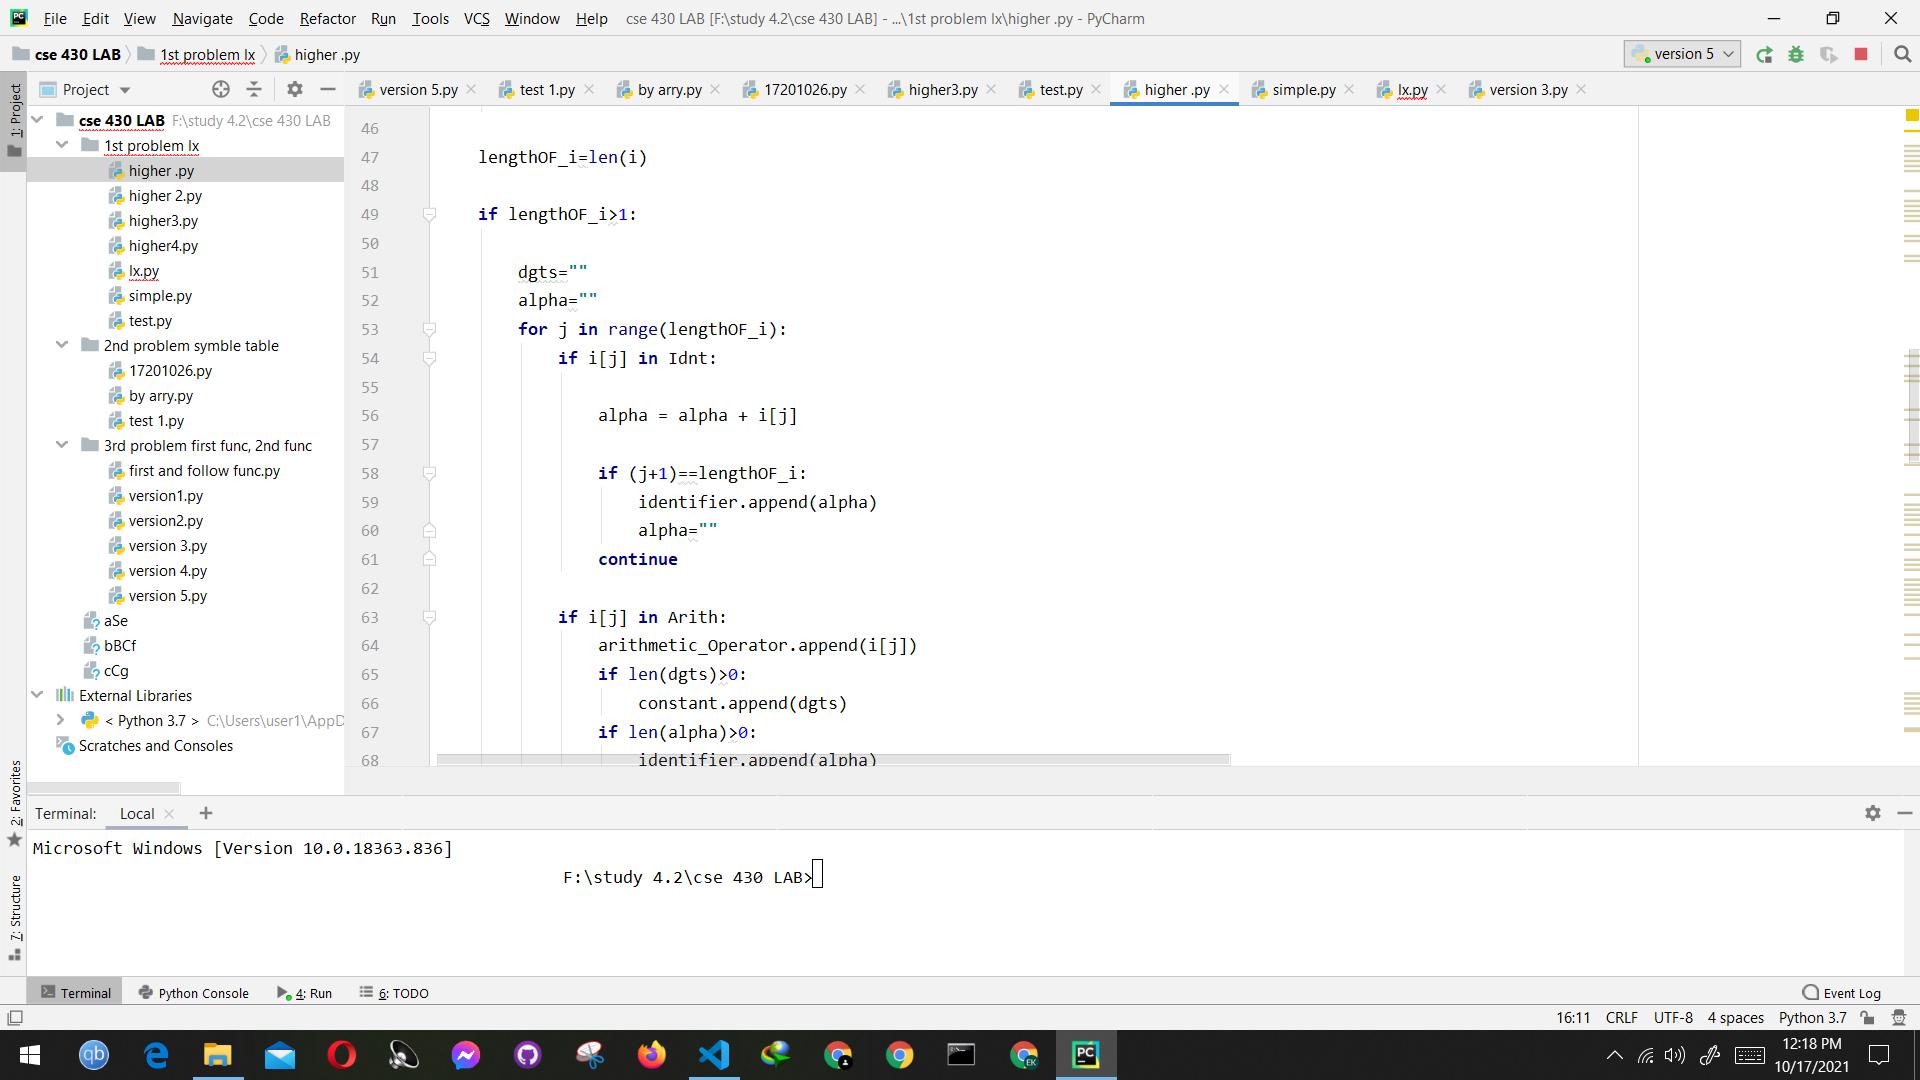 File Edit View Navigate Code Refactor Run Tools VCS Window Help cse 430 LAB [F:\study 4.2\cse 430 LAB] - ...\1st problem lx\higher .py - PyCharm
cse 430 LAB 1st problem lx higher .py version 5
Project version 5.py test 1.py by arry.py 17201026.py higher3.py test.py higher .py simple.py lx.py version 3.py
1: Project
cse 430 LAB F:\study 4.2\cse 430 LAB
1st problem lx
higher .py
higher 2.py
higher3.py
higher4.py
lx.py
simple.py
test.py
2nd problem symble table
17201026.py
by arry.py
test 1.py
3rd problem first func, 2nd func
first and follow func.py
version1.py
version2.py
version 3.py
version 4.py
version 5.py
aSe
bBCf
cCg
External Libraries
< Python 3.7 > C:\Users\user1\AppD
Scratches and Consoles
46
47 lengthOF_i=len(i)
48
49 if lengthOF_i>1:
50
51 dgts=""
52 alpha=""
53 for j in range(lengthOF_i):
54 if i[j] in Idnt:
55
56 alpha = alpha + i[j]
57
58 if (j+1)==lengthOF_i:
59 identifier.append(alpha)
60 alpha=""
61 continue
62
63 if i[j] in Arith:
64 arithmetic_Operator.append(i[j])
65 if len(dgts)>0:
66 constant.append(dgts)
67 if len(alpha)>0:
68 identifier.append(alpha)
2: Favorites
7: Structure
Terminal: Local +
Microsoft Windows [Version 10.0.18363.836]
F:\study 4.2\cse 430 LAB>
Terminal Python Console 4: Run 6: TODO Event Log
16:11 CRLF UTF-8 4 spaces Python 3.7
qb EK PC
12:18 PM
10/17/2021